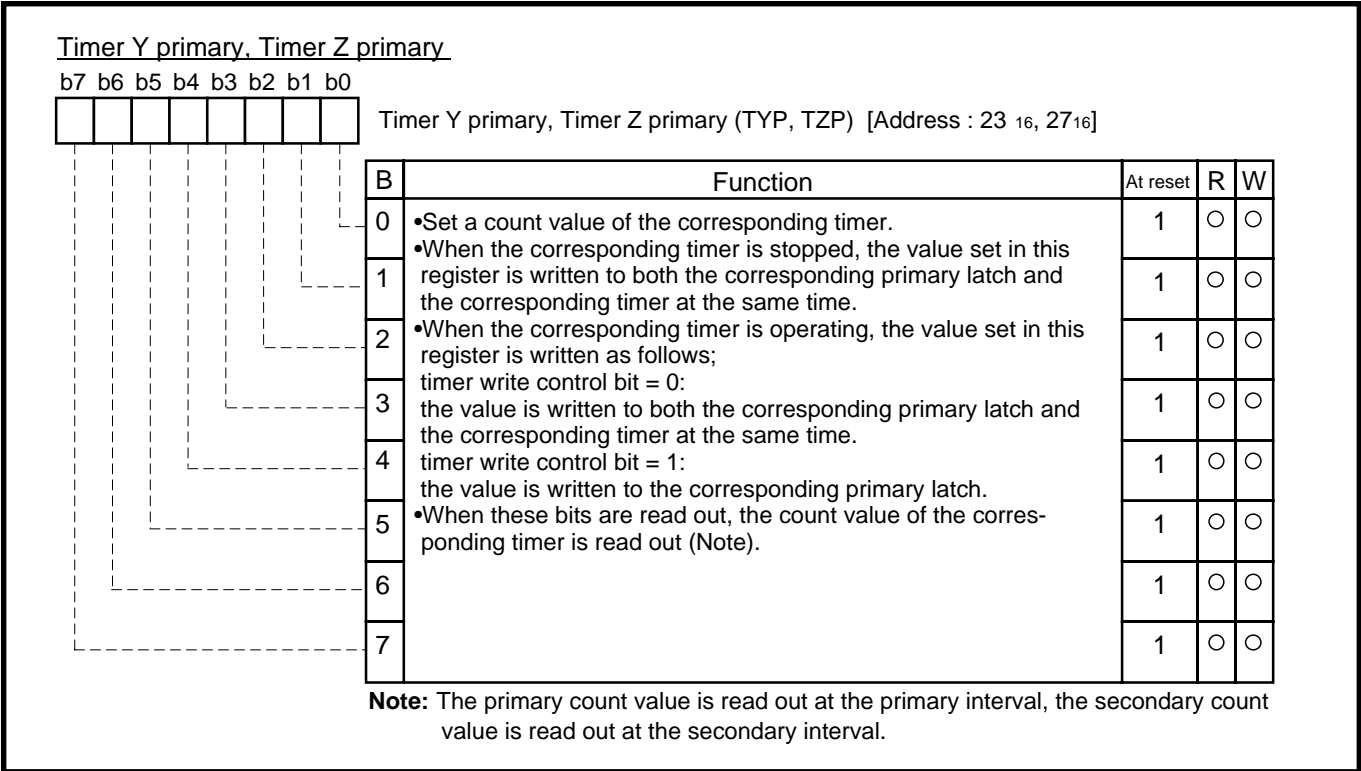 Timer Y primary, Timer Z primary
b7 b6 b5 b4 b3 b2 b1 b0
Timer Y primary, Timer Z primary (TYP, TZP) [Address : 23 16, 2716]
B Function At reset R W
0 •Set a count value of the corresponding timer. 1 ○ ○
•When the corresponding timer is stopped, the value set in this
1 register is written to both the corresponding primary latch and 1 ○ ○
the corresponding timer at the same time.
2 •When the corresponding timer is operating, the value set in this 1 ○ ○
register is written as follows;
timer write control bit = 0:
3 the value is written to both the corresponding primary latch and 1 ○ ○
the corresponding timer at the same time.
4 timer write control bit = 1: 1 ○ ○
the value is written to the corresponding primary latch.
5 •When these bits are read out, the count value of the corres- 1 ○ ○
ponding timer is read out (Note).
6 1 ○ ○
7 1 ○ ○
Note: The primary count value is read out at the primary interval, the secondary count
value is read out at the secondary interval.